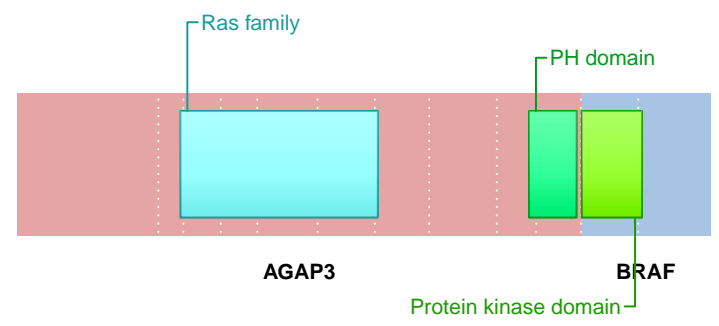 Ras family
PH domain
AGAP3
BRAF
Protein kinase domain